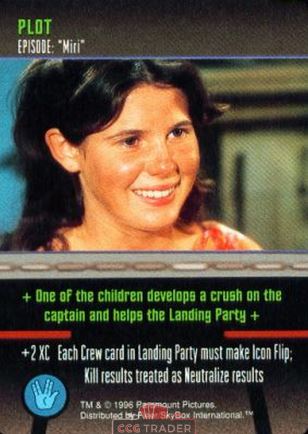 PLOT
EPISODE: "Miri"
+ One of the children develops a crush on the
captain and helps the Landing Party +
+2 XC Each Crew card in Landing Party must make Icon Flip;
Kill results treated as Neutralize results
TM & © 1996 Paramount Pictures.
Distributed by SkyBox International.™
CCG TRADER